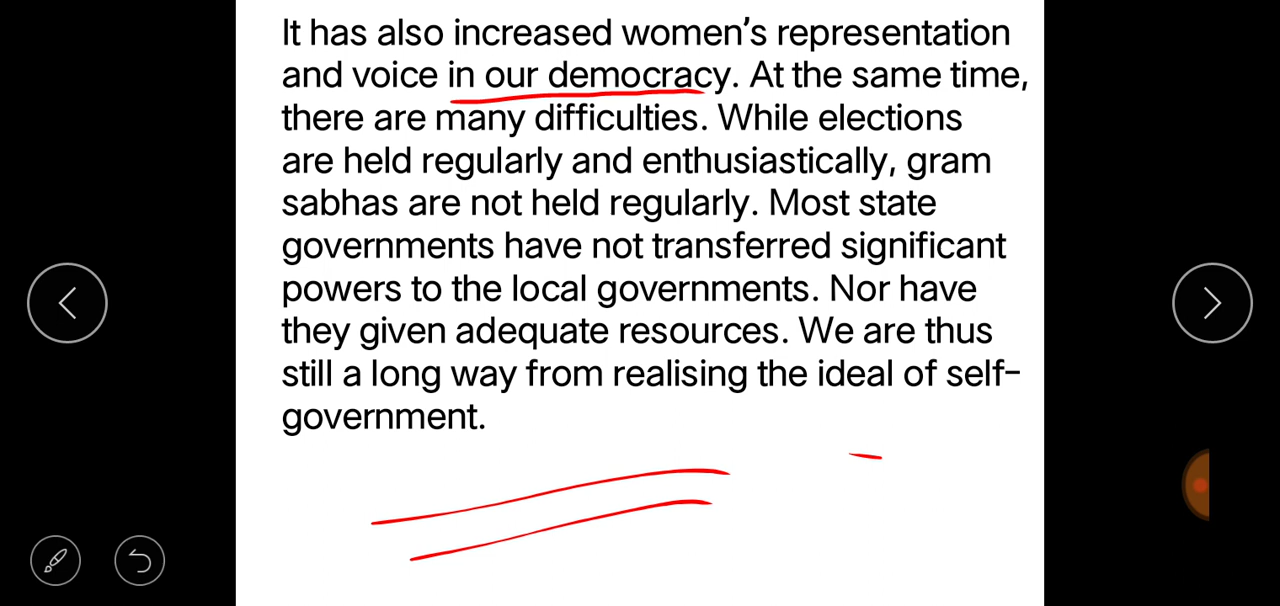 It has also increased women's representation
and voice in our democracy. At the same time,
there are many difficulties. While elections
are held regularly and enthusiastically, gram
sabhas are not held regularly. Most state
governments have not transferred significant
powers to the local governments. Nor have
they given adequate resources. We are thus
still a long way from realising the ideal of self-
government.